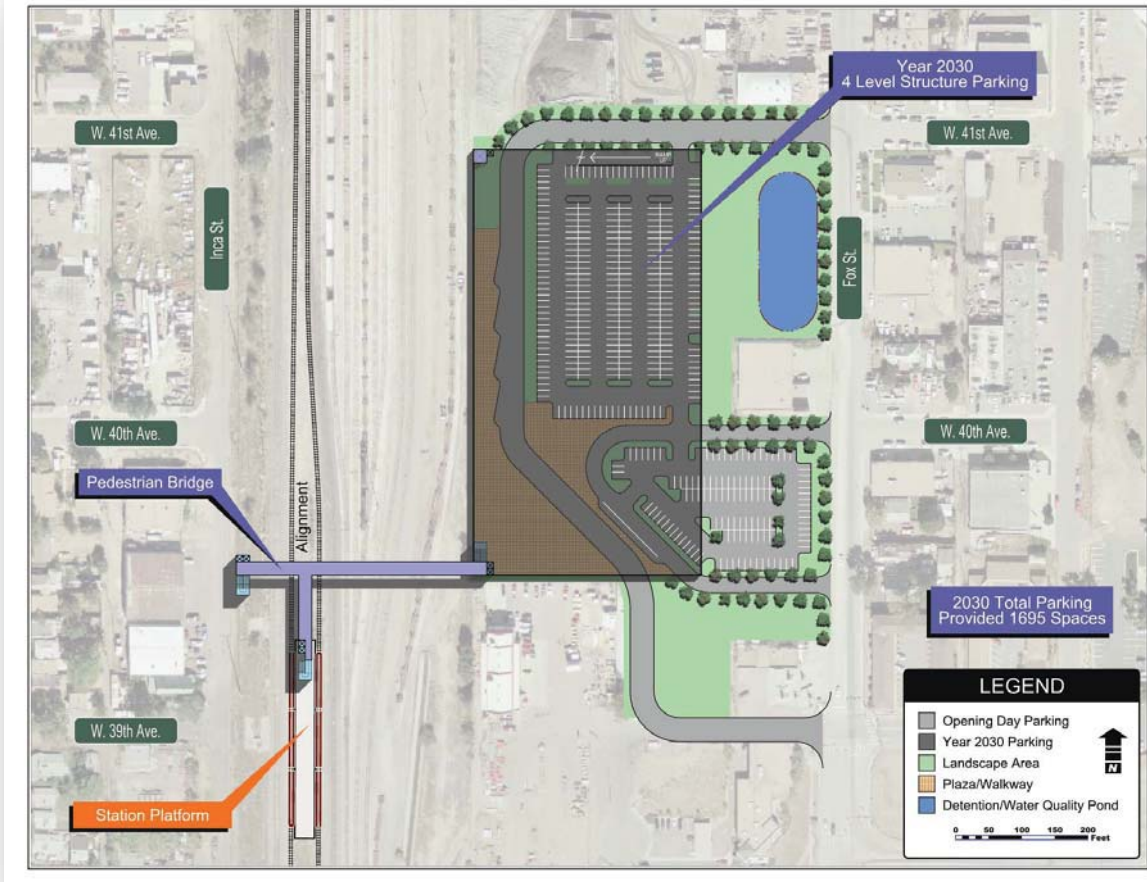 Year 2030
4 Level Structure Parking
W. 41st Ave.
W. 41st Ave.
Inca St.
Fox St.
W. 40th Ave.
W. 40th Ave.
Pedestrian Bridge
Alignment
2030 Total Parking
Provided 1695 Spaces
W. 39th Ave.
Station Platform
LEGEND
Opening Day Parking
Year 2030 Parking
Landscape Area
Plaza/Walkway
Detention/Water Quality Pond
N
0 50 100 150 200
Feet